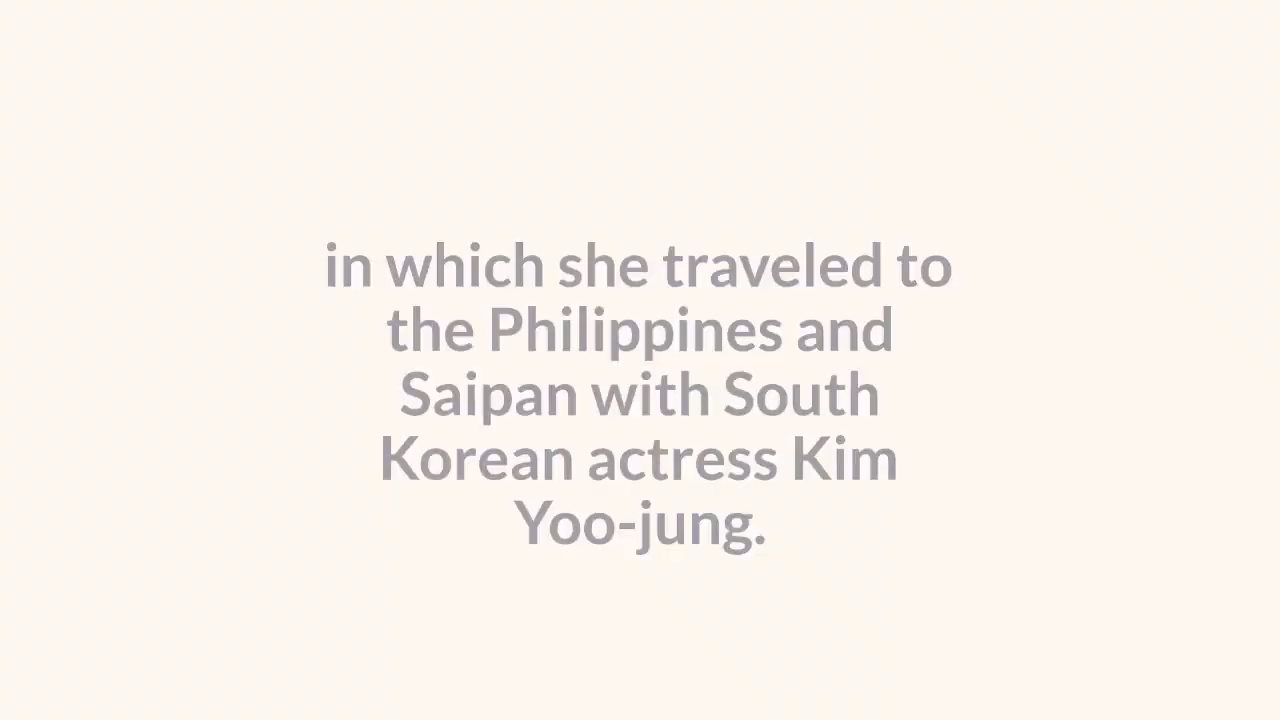 in which she traveled to
the Philippines and
Saipan with South
Korean actress Kim
Yoo-jung.